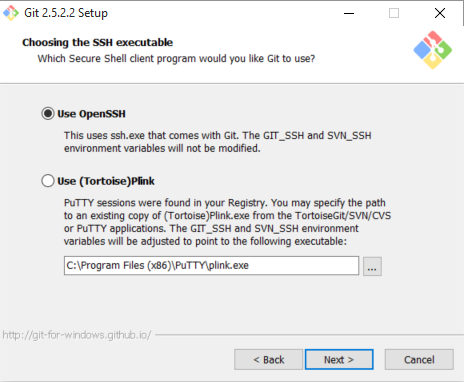 Git 2.5.2.2 Setup
Choosing the SSH executable
Which Secure Shell client program would you like Git to use?
Use OpenSSH
This uses ssh.exe that comes with Git. The GIT_SSH and SVN_SSH
environment variables will not be modified.
Use (Tortoise)Plink
PuTTY sessions were found in your Registry. You may specify the path
to an existing copy of (Tortoise)Plink.exe from the TortoiseGit/SVN/CVS
or PuTTY applications. The GIT_SSH and SVN_SSH environment
variables will be adjusted to point to the following executable:
C:\Program Files (x86)\PuTTY\plink.exe
...
http://git-for-windows.github.io/
< Back
Next >
Cancel